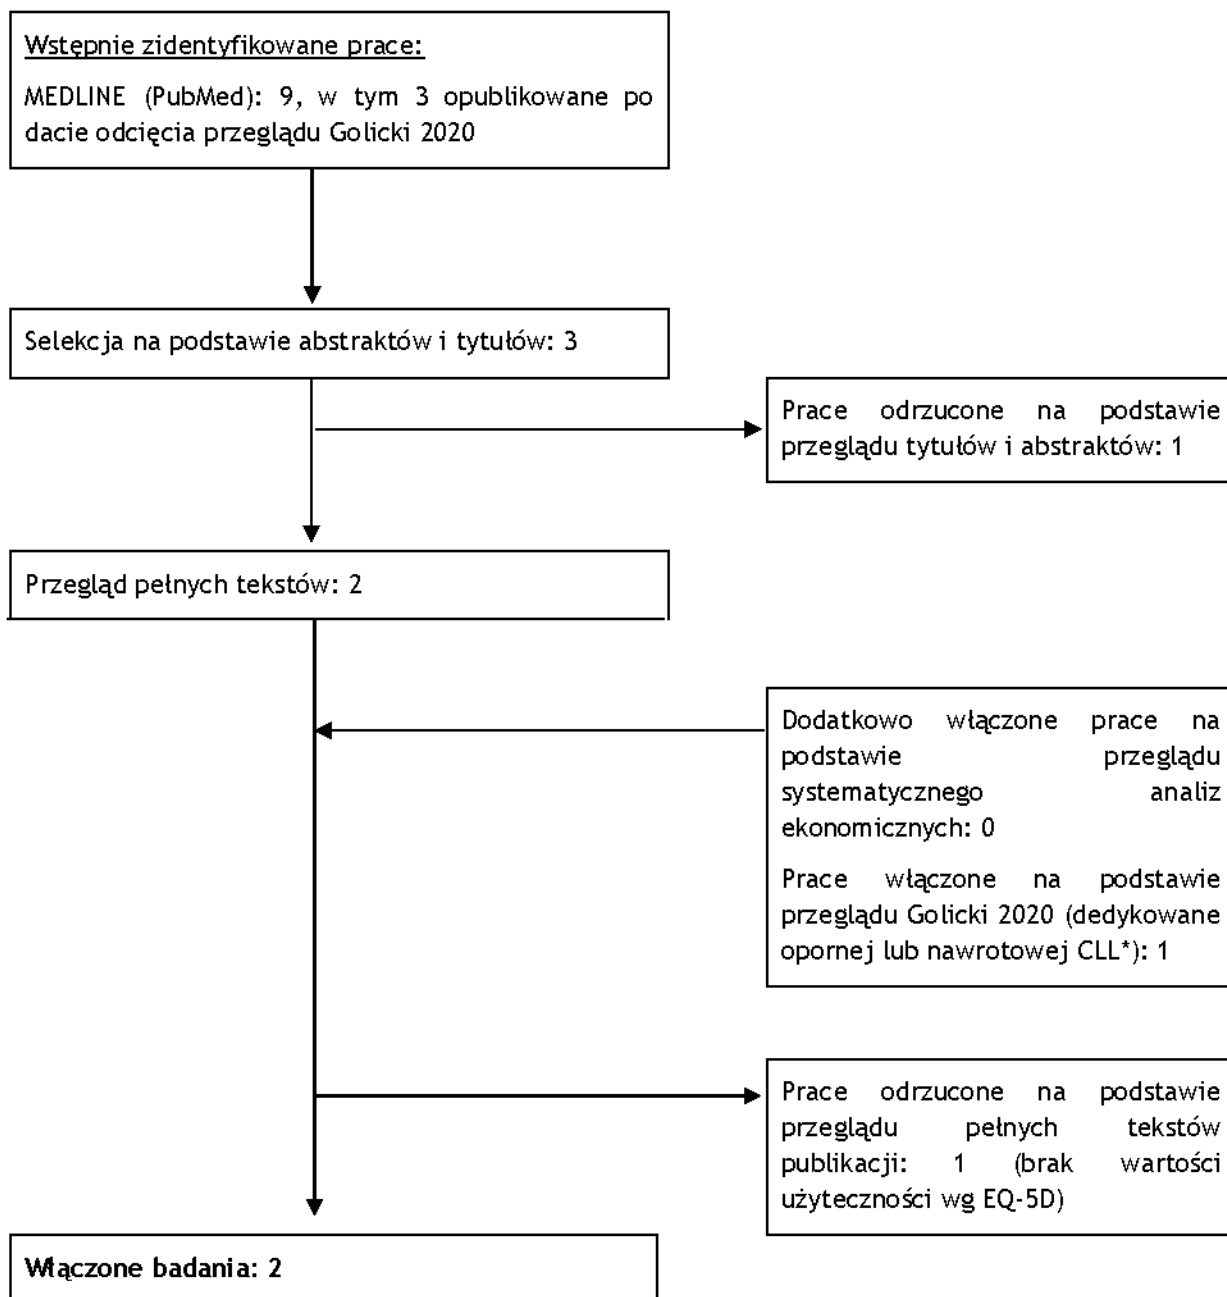 Wstępnie zidentyfikowane prace:
MEDLINE (PubMed): 9, w tym 3 opublikowane po
dacie odcięcia przeglądu Golicki 2020
Selekcja na podstawie abstraktów i tytułów: 3
Prace odrzucone na podstawie
przeglądu tytułów i abstraktów: 1
Przegląd pełnych tekstów: 2
Dodatkowo włączone prace na
podstawie przeglądu
systematycznego analiz
ekonomicznych: 0
Prace włączone na podstawie
przeglądu Golicki 2020 (dedykowane
opornej lub nawrotowej CLL*): 1
Prace odrzucone na podstawie
przeglądu pełnych tekstów
publikacji: 1 (brak wartości
użyteczności wg EQ-5D)
Włączone badania: 2